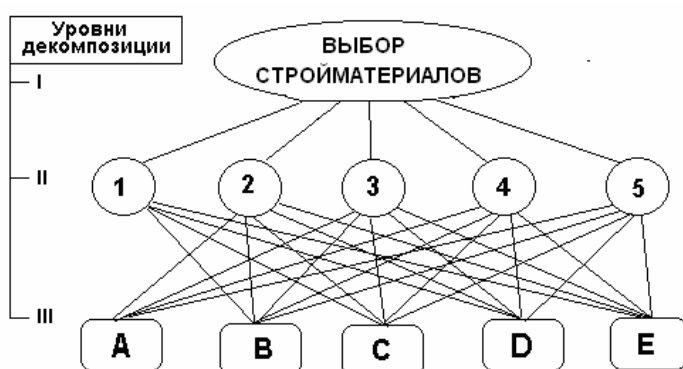 Уровни
декомпозиции
ВЫБОР
СТРОЙМАТЕРИАЛОВ
I
II
1
2
3
4
5
III
A
B
C
D
E